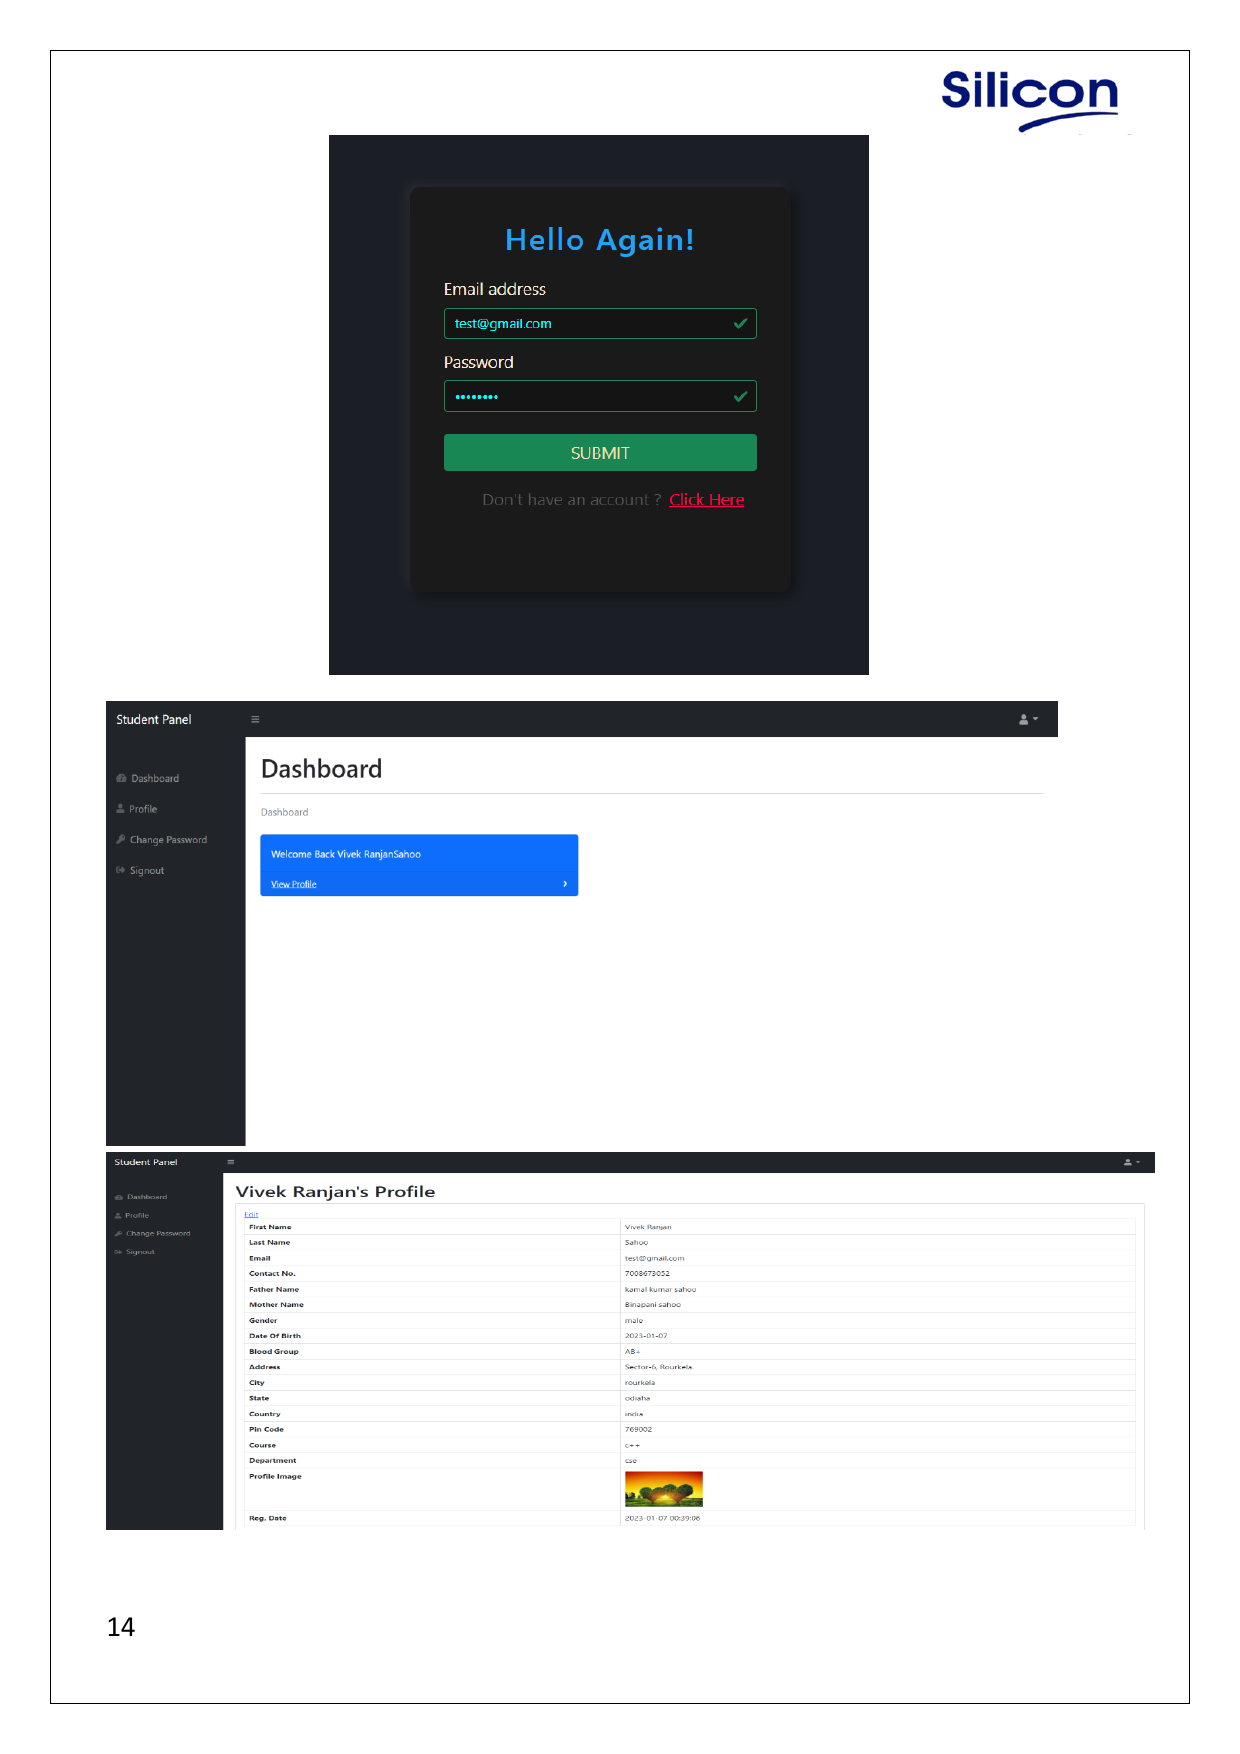 Silicon
Hello Again!
Email address
test@gmail.com
Password
••••••••
SUBMIT
Don't have an account ? Click Here
Student Panel
Dashboard
Profile
Change Password
Signout
Dashboard
Dashboard
Welcome Back Vivek RanjanSahoo
View Profile
Student Panel
Dashboard
Profile
Change Password
Signout
Vivek Ranjan's Profile
Edit
First Name Vivek Ranjan
Last Name Sahoo
Email test@gmail.com
Contact No. 7008673052
Father Name kamal kumar sahoo
Mother Name Binapani sahoo
Gender male
Date Of Birth 2023-01-07
Blood Group AB+
Address Sector-6, Rourkela.
City rourkela
State odiaha
Country india
Pin Code 769002
Course c++
Department cse
Profile Image
Reg. Date 2023-01-07 00:39:06
14